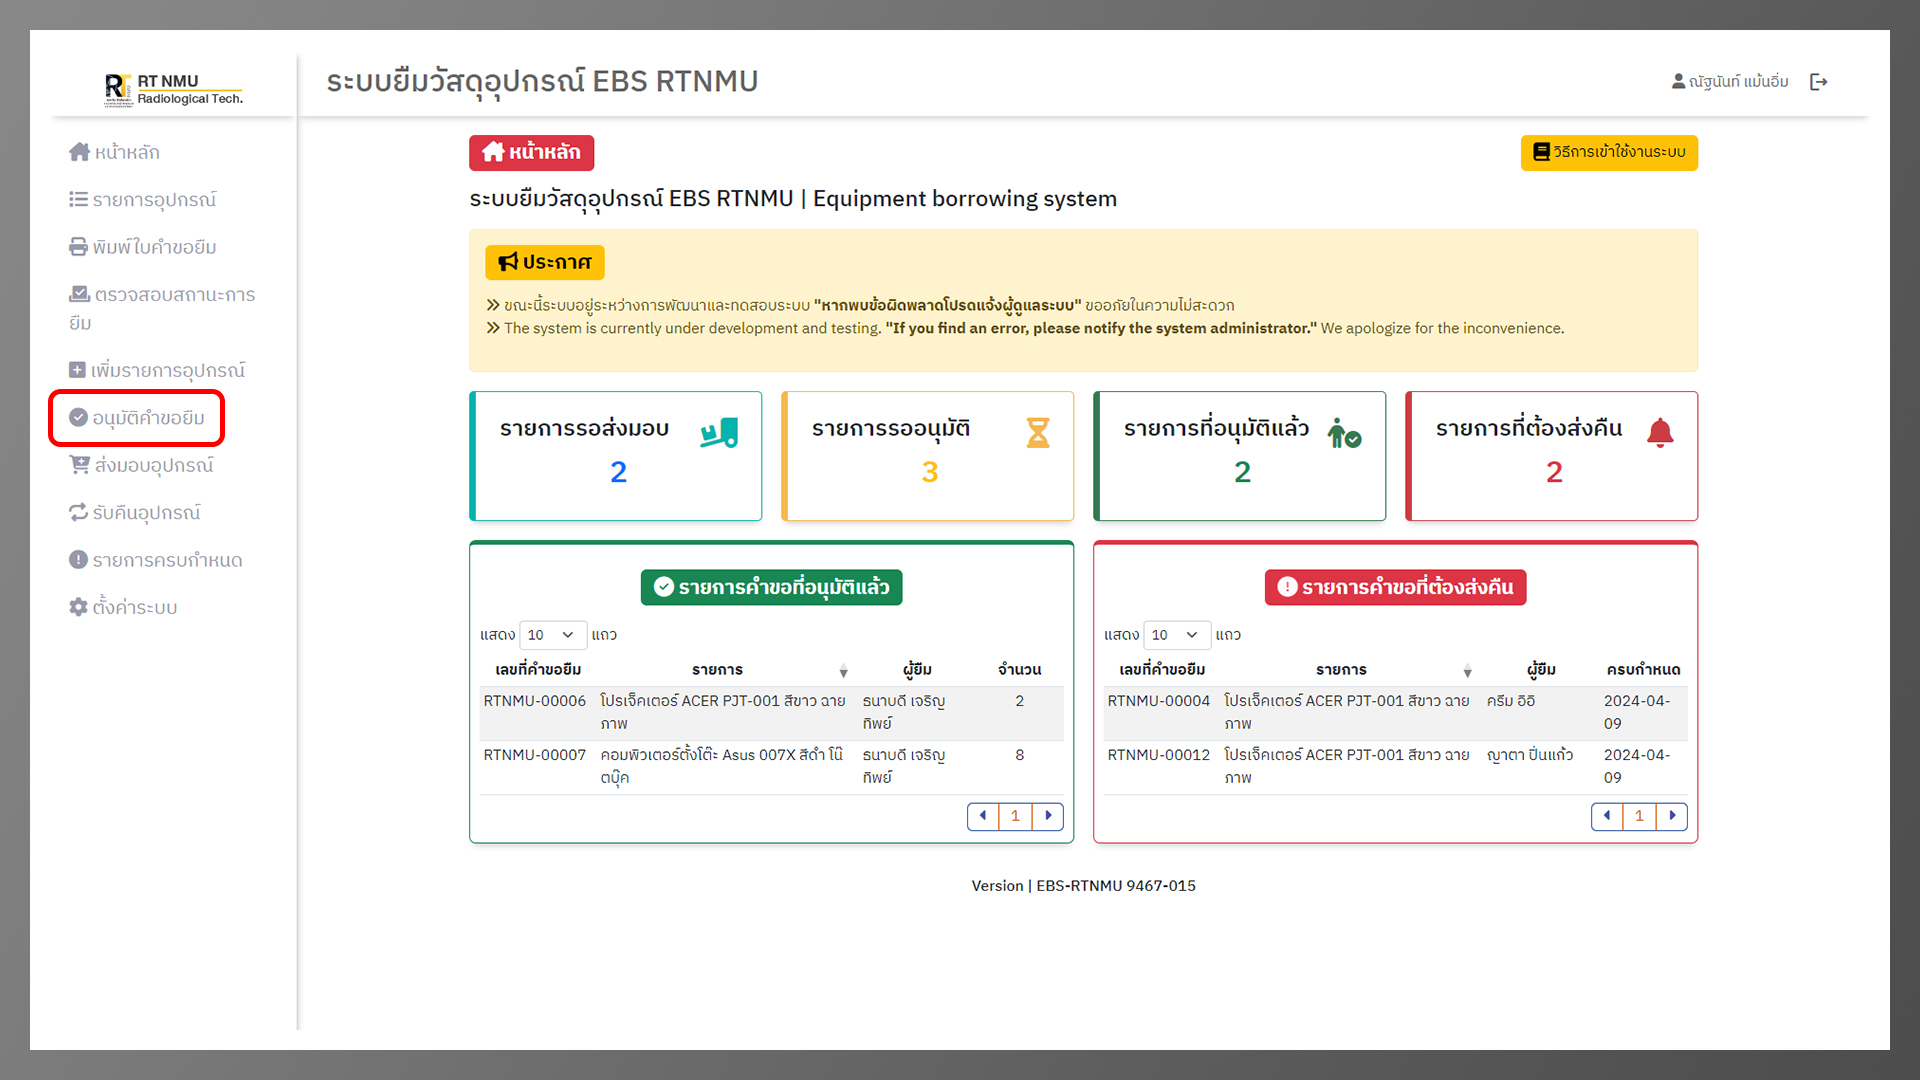 RT NMU
Radiological Tech.
ระบบยืมวัสดุอุปกรณ์ EBS RTNMU
ณัฐนันท์ แม้นอิ่ม
หน้าหลัก
รายการอุปกรณ์
พิมพ์ใบคำขอยืม
ตรวจสอบสถานะการ
ยืม
เพิ่มรายการอุปกรณ์
อนุมัติคำขอยืม
ส่งมอบอุปกรณ์
รับคืนอุปกรณ์
รายการครบกำหนด
ตั้งค่าระบบ
หน้าหลัก
วิธีการเข้าใช้งานระบบ
ระบบยืมวัสดุอุปกรณ์ EBS RTNMU | Equipment borrowing system
ประกาศ
ขณะนี้ระบบอยู่ระหว่างการพัฒนาและทดสอบระบบ "หากพบข้อผิดพลาดโปรดแจ้งผู้ดูแลระบบ" ขออภัยในความไม่สะดวก
The system is currently under development and testing. "If you find an error, please notify the system administrator." We apologize for the inconvenience.
รายการรอส่งมอบ
2
รายการรออนุมัติ
3
รายการที่อนุมัติแล้ว
2
รายการที่ต้องส่งคืน
2
รายการคำขอที่อนุมัติแล้ว
แสดง 10 แถว
เลขที่คำขอยืม รายการ ผู้ยืม จำนวน
RTNMU-00006 โปรเจ็คเตอร์ ACER PJT-001 สีขาว ฉาย ธนาบดี เจริญ 2
ภาพ ทิพย์
RTNMU-00007 คอมพิวเตอร์ตั้งโต๊ะ Asus 007X สีดำ โน๊ ธนาบดี เจริญ 8
ตบุ๊ค ทิพย์
1
รายการคำขอที่ต้องส่งคืน
แสดง 10 แถว
เลขที่คำขอยืม รายการ ผู้ยืม ครบกำหนด
RTNMU-00004 โปรเจ็คเตอร์ ACER PJT-001 สีขาว ฉาย ครีม อิอิ 2024-04-
ภาพ 09
RTNMU-00012 โปรเจ็คเตอร์ ACER PJT-001 สีขาว ฉาย ญาตา ปิ่นแก้ว 2024-04-
ภาพ 09
1
Version | EBS-RTNMU 9467-015